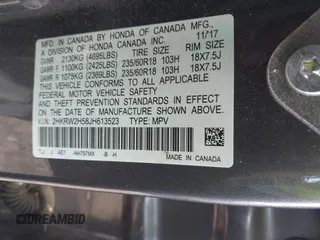 MFD. IN CANADA BY HONDA OF CANADA MFG., 11/17
A DIVISION OF HONDA CANADA INC.
GVWR 2130KG (4695LBS) TIRE SIZE RIM SIZE
GAWR F 1100KG (2425LBS) 235/60R18 103H 18X7.5J
GAWR R 1075KG (2369LBS) 235/60R18 103H 18X7.5J
THIS VEHICLE CONFORMS TO ALL APPLICABLE
FEDERAL MOTOR VEHICLE SAFETY
AND THEFT PREVENTION STANDARDS IN EFFECT
ON THE DATE OF MANUFACTURE SHOWN ABOVE.
V.I.N.: 2HKRW2H58JH613523 TYPE: MPV
MADE IN CANADA
DREAMBID